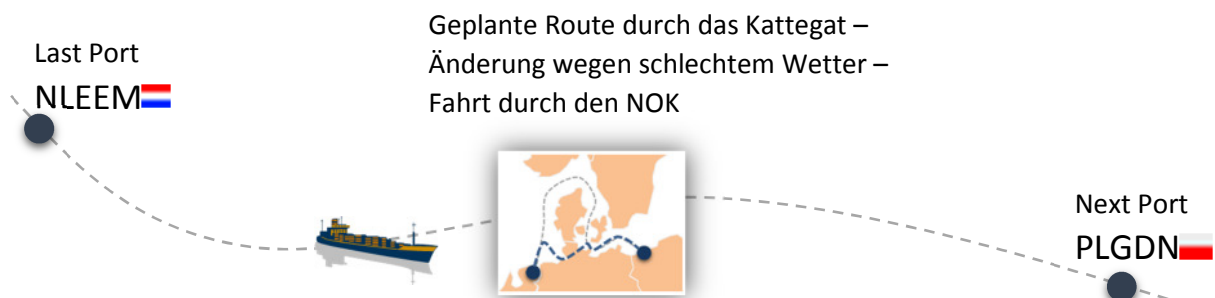 Geplante Route durch das Kattegat –
Änderung wegen schlechtem Wetter –
Fahrt durch den NOK
Last Port
NLEEM
Next Port
PLGDN